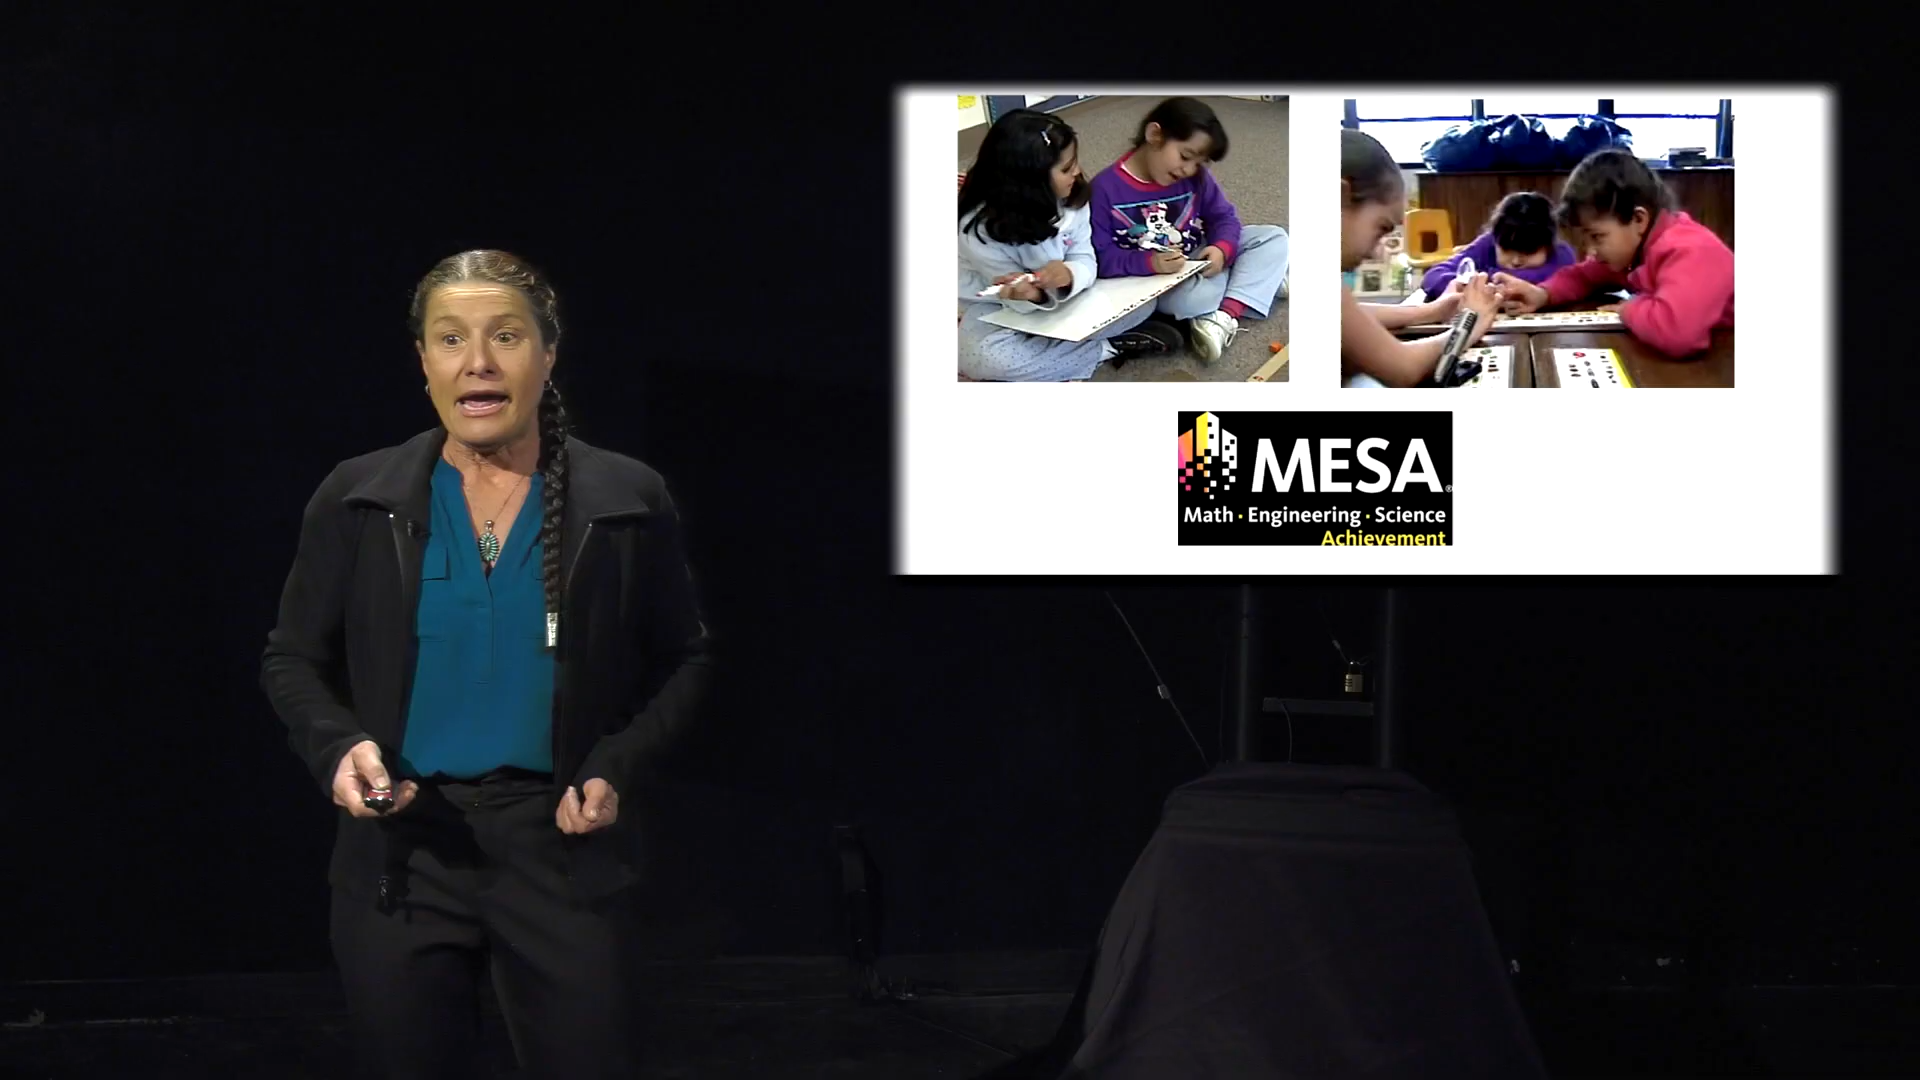 MESA®
Math · Engineering · Science
Achievement